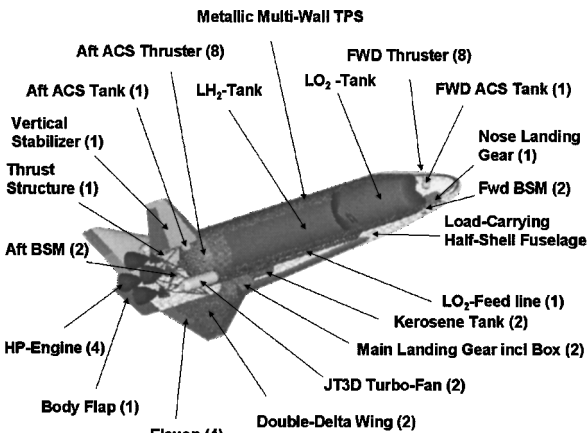 Metallic Multi-Wall TPS
Aft ACS Thruster (8)
FWD Thruster (8)
Aft ACS Tank (1)
LH2-Tank
LO2 -Tank
FWD ACS Tank (1)
Vertical
Stabilizer (1)
Nose Landing
Gear (1)
Thrust
Structure (1)
Fwd BSM (2)
Load-Carrying
Half-Shell Fuselage
Aft BSM (2)
LO2-Feed line (1)
Kerosene Tank (2)
HP-Engine (4)
Main Landing Gear incl Box (2)
JT3D Turbo-Fan (2)
Body Flap (1)
Double-Delta Wing (2)